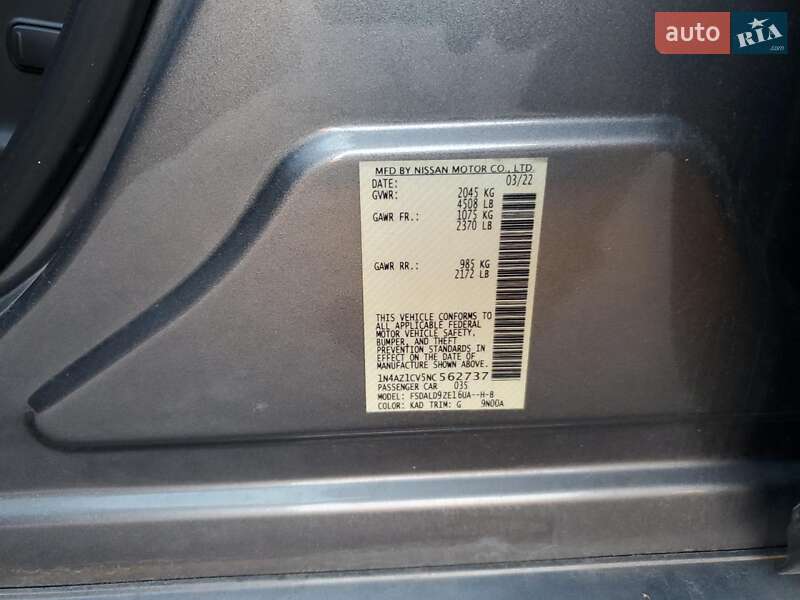 auto RIA.com
MFD BY NISSAN MOTOR CO., LTD.
DATE: 03/22
GVWR: 2045 KG
4508 LB
GAWR FR.: 1075 KG
2370 LB
GAWR RR.: 985 KG
2172 LB
THIS VEHICLE CONFORMS TO
ALL APPLICABLE FEDERAL
MOTOR VEHICLE SAFETY,
BUMPER, AND THEFT
PREVENTION STANDARDS IN
EFFECT ON THE DATE OF
MANUFACTURE SHOWN ABOVE.
1N4AZ1CV5NC562737
PASSENGER CAR 035
MODEL: FSDALD9ZE16UA--H-8
COLOR: KAD TRIM: G 9N00A